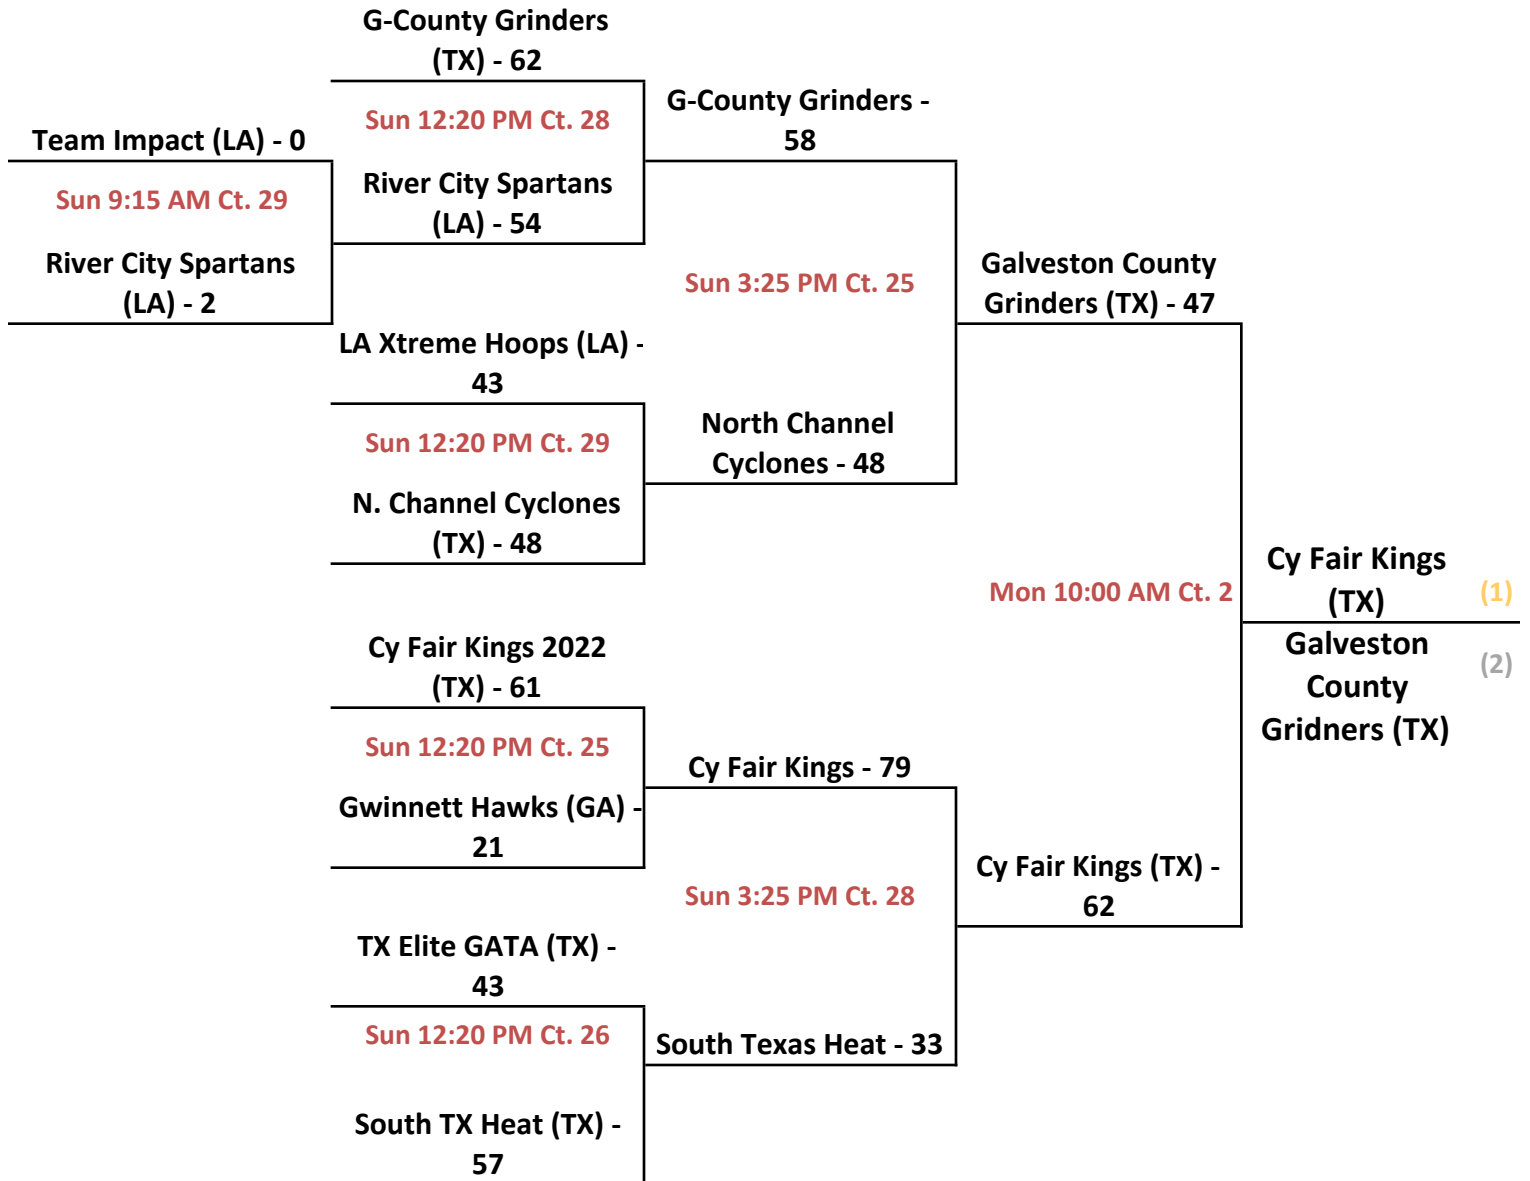 G-County Grinders
(TX) - 62
Sun 12:20 PM Ct. 28
G-County Grinders -
58
Team Impact (LA) - 0
Sun 9:15 AM Ct. 29
River City Spartans
(LA) - 54
River City Spartans
(LA) - 2
Sun 3:25 PM Ct. 25
Galveston County
Grinders (TX) - 47
LA Xtreme Hoops (LA) -
43
Sun 12:20 PM Ct. 29
North Channel
Cyclones - 48
N. Channel Cyclones
(TX) - 48
Mon 10:00 AM Ct. 2
Cy Fair Kings
(TX)
(1)
Galveston
County
Gridners (TX)
(2)
Cy Fair Kings 2022
(TX) - 61
Sun 12:20 PM Ct. 25
Cy Fair Kings - 79
Gwinnett Hawks (GA) -
21
Sun 3:25 PM Ct. 28
Cy Fair Kings (TX) -
62
TX Elite GATA (TX) -
43
Sun 12:20 PM Ct. 26
South Texas Heat - 33
South TX Heat (TX) -
57